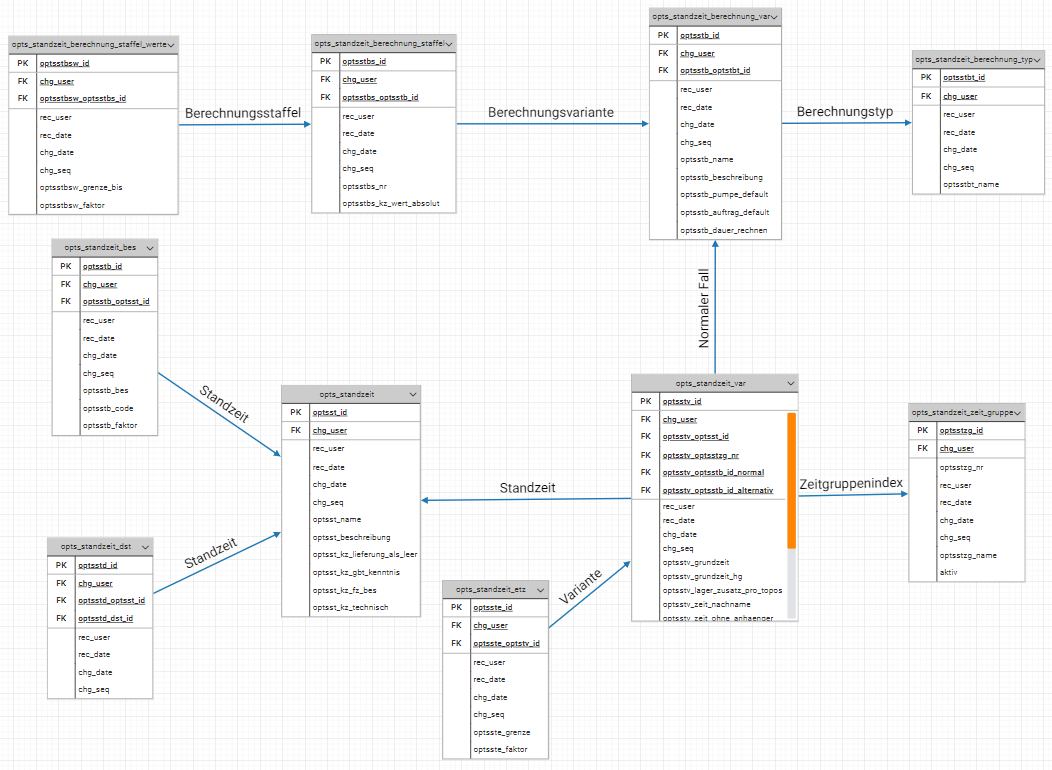 opts_standzeit_berechnung_staffel_werte
PK optsstbsw_id
FK chg_user
FK optsstbsw_optsstbs_id
rec_user
rec_date
chg_date
chg_seq
optsstbsw_grenze_bis
optsstbsw_faktor
Berechnungsstaffel
opts_standzeit_berechnung_staffel
PK optsstbs_id
FK chg_user
FK optsstbs_optsstb_id
rec_user
rec_date
chg_date
chg_seq
optsstbs_nr
optsstbs_kz_wert_absolut
Berechnungsvariante
opts_standzeit_berechnung_var
PK optsstb_id
FK chg_user
FK optsstb_optstbt_id
rec_user
rec_date
chg_date
chg_seq
optsstb_name
optsstb_beschreibung
optsstb_pumpe_default
optsstb_auftrag_default
optsstb_dauer_rechnen
Berechnungstyp
opts_standzeit_berechnung_typ
PK optsstbt_id
FK chg_user
rec_user
rec_date
chg_date
chg_seq
optsstbt_name
opts_standzeit_bes
PK optsstb_id
FK chg_user
FK optsstb_optsst_id
rec_user
rec_date
chg_date
chg_seq
optsstb_bes
optsstb_code
optsstb_faktor
Standzeit
Normaler Fall
opts_standzeit
PK optsst_id
FK chg_user
rec_user
rec_date
chg_date
chg_seq
optsst_name
optsst_beschreibung
optsst_kz_lieferung_als_leer
optsst_kz_gbt_kenntnis
optsst_kz_fz_bes
optsst_kz_technisch
Standzeit
opts_standzeit_var
PK optsstv_id
FK chg_user
FK optsstv_optsst_id
FK optsstv_optsstzg_nr
FK optsstv_optsstb_id_normal
FK optsstv_optsstb_id_alternativ
rec_user
rec_date
chg_date
chg_seq
optsstv_grundzeit
optsstv_grundzeit_hg
optsstv_lager_zusatz_pro_topos
optsstv_zeit_nachname
optsstv_zeit_ohne_anhaenger
Zeitgruppenindex
opts_standzeit_zeit_gruppe
PK optsstzg_id
FK chg_user
optsstzg_nr
rec_user
rec_date
chg_date
chg_seq
optsstzg_name
aktiv
opts_standzeit_dst
PK optsstd_id
FK chg_user
FK optsstd_optsst_id
FK optsstd_dst_id
rec_user
rec_date
chg_date
chg_seq
Standzeit
opts_standzeit_etz
PK optsste_id
FK chg_user
FK optsste_optstv_id
rec_user
rec_date
chg_date
chg_seq
optsste_grenze
optsste_faktor
Variante